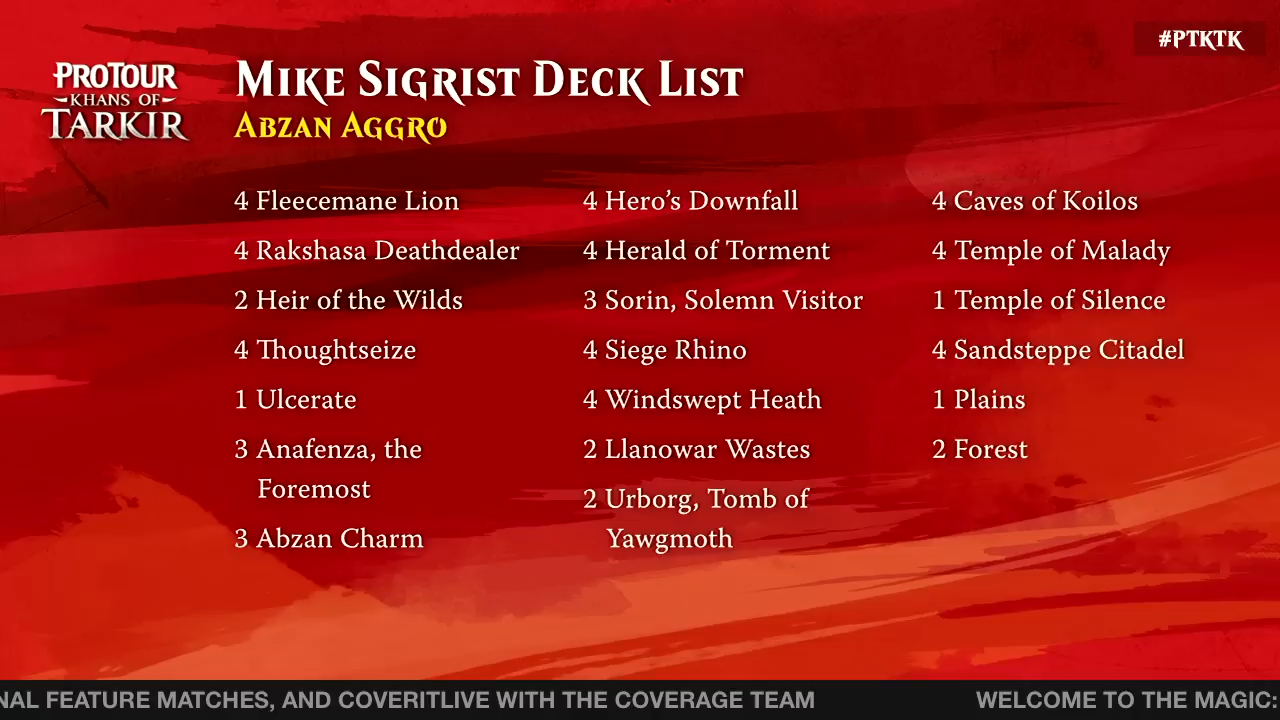 #PTKTK
PROTOUR
KHANS OF
TARKIR
MIKE SIGRIST DECK LIST
ABZAN AGGRO
4 Fleecemane Lion
4 Rakshasa Deathdealer
2 Heir of the Wilds
4 Thoughtseize
1 Ulcerate
3 Anafenza, the
Foremost
3 Abzan Charm
4 Hero's Downfall
4 Herald of Torment
3 Sorin, Solemn Visitor
4 Siege Rhino
4 Windswept Heath
2 Llanowar Wastes
2 Urborg, Tomb of
Yawgmoth
4 Caves of Koilos
4 Temple of Malady
1 Temple of Silence
4 Sandsteppe Citadel
1 Plains
2 Forest
NAL FEATURE MATCHES, AND COVERITLIVE WITH THE COVERAGE TEAM WELCOME TO THE MAGIC: